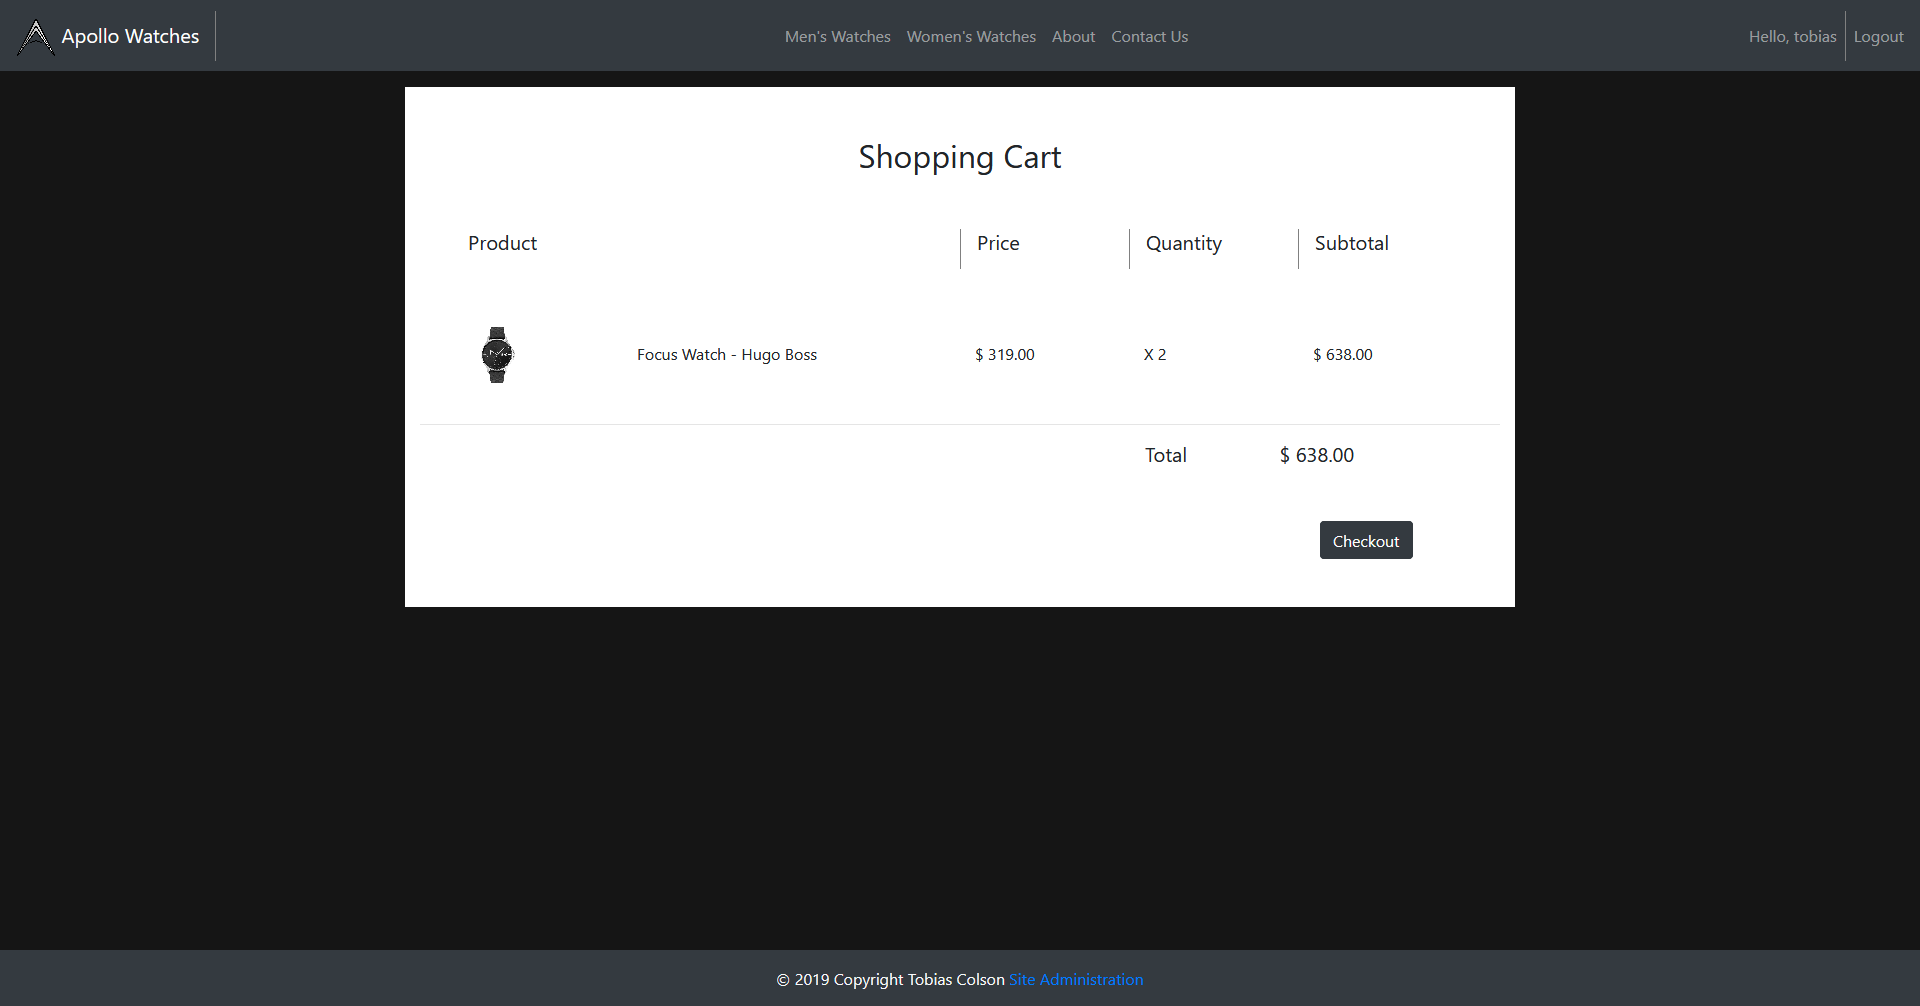 Apollo Watches
Men's Watches Women's Watches About Contact Us
Hello, tobias Logout
Shopping Cart
Product Price Quantity Subtotal
Focus Watch - Hugo Boss $ 319.00 X 2 $ 638.00
Total $ 638.00
Checkout
© 2019 Copyright Tobias Colson Site Administration